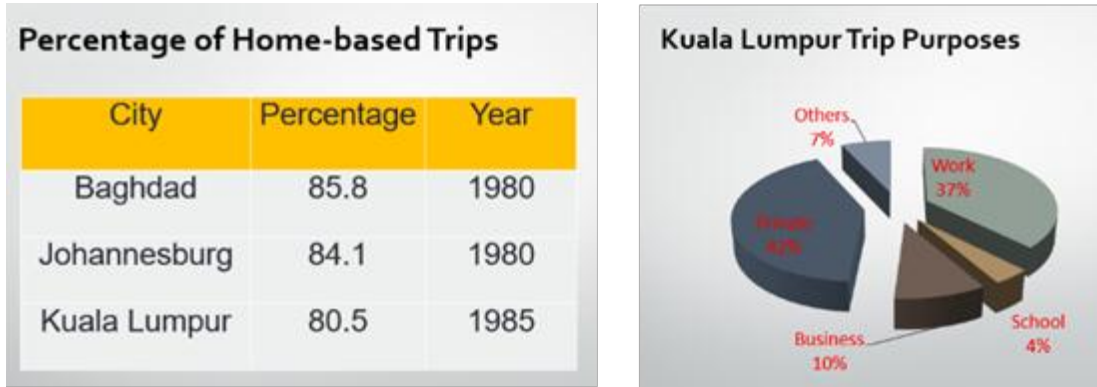 Percentage of Home-based Trips
City Percentage Year
Baghdad 85.8 1980
Johannesburg 84.1 1980
Kuala Lumpur 80.5 1985
Kuala Lumpur Trip Purposes
Others
7%
Work
37%
42%
Business
10%
School
4%